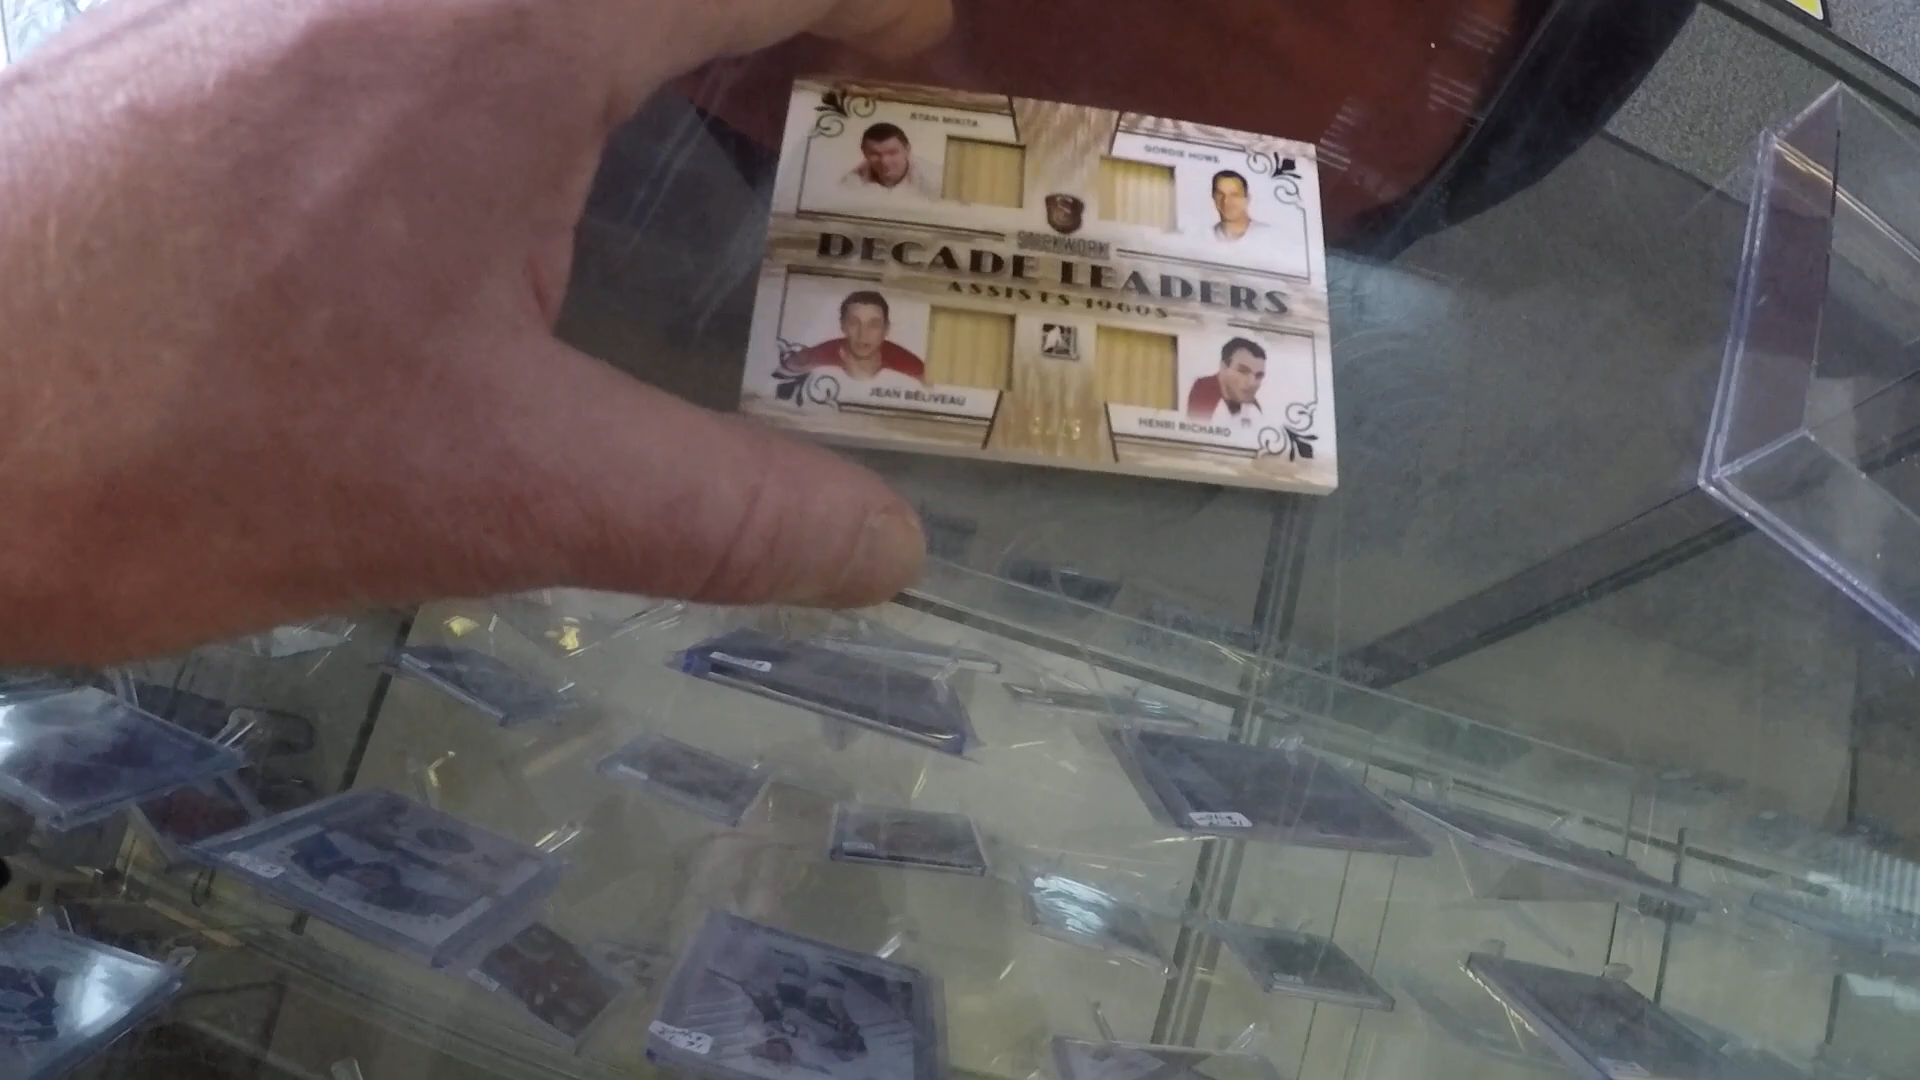 STAN MIKITA
GORDIE HOWE
STICKWORK
DECADE LEADERS
ASSISTS 1960S
JEAN BÉLIVEAU
HENRI RICHARD